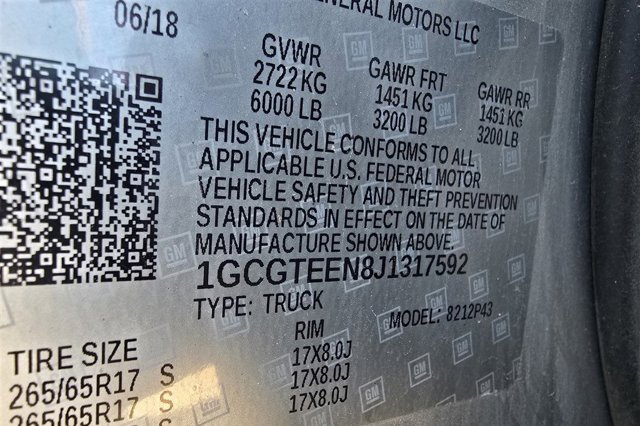 06/18
GENERAL MOTORS LLC
GVWR GAWR FRT GAWR RR
2722 KG 1451 KG 1451 KG
6000 LB 3200 LB 3200 LB
THIS VEHICLE CONFORMS TO ALL
APPLICABLE U.S. FEDERAL MOTOR
VEHICLE SAFETY AND THEFT PREVENTION
STANDARDS IN EFFECT ON THE DATE OF
MANUFACTURE SHOWN ABOVE.
1GCGTEEN8J1317592
TYPE: TRUCK MODEL: 8212P43
TIRE SIZE RIM
265/65R17 S 17X8.0J
265/65R17 S 17X8.0J
17X8.0J